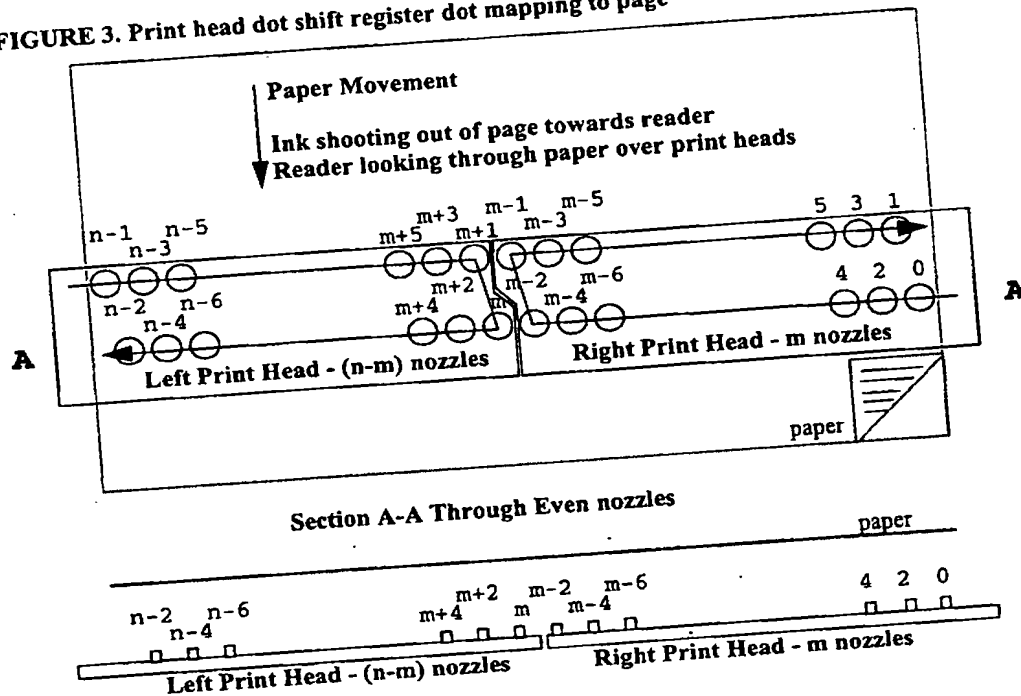 FIGURE 3. Print head dot shift register dot mapping to page
Paper Movement
Ink shooting out of page towards reader
Reader looking through paper over print heads
n-1 n-3 n-5 m+5 m+3 m+1 m-1 m-3 m-5 5 3 1
n-2 n-4 n-6 m+4 m+2 m m-2 m-4 m-6 4 2 0
A A
Left Print Head - (n-m) nozzles Right Print Head - m nozzles
paper
Section A-A Through Even nozzles
paper
n-2 n-4 n-6 m+4 m+2 m m-2 m-4 m-6 4 2 0
Left Print Head - (n-m) nozzles Right Print Head - m nozzles